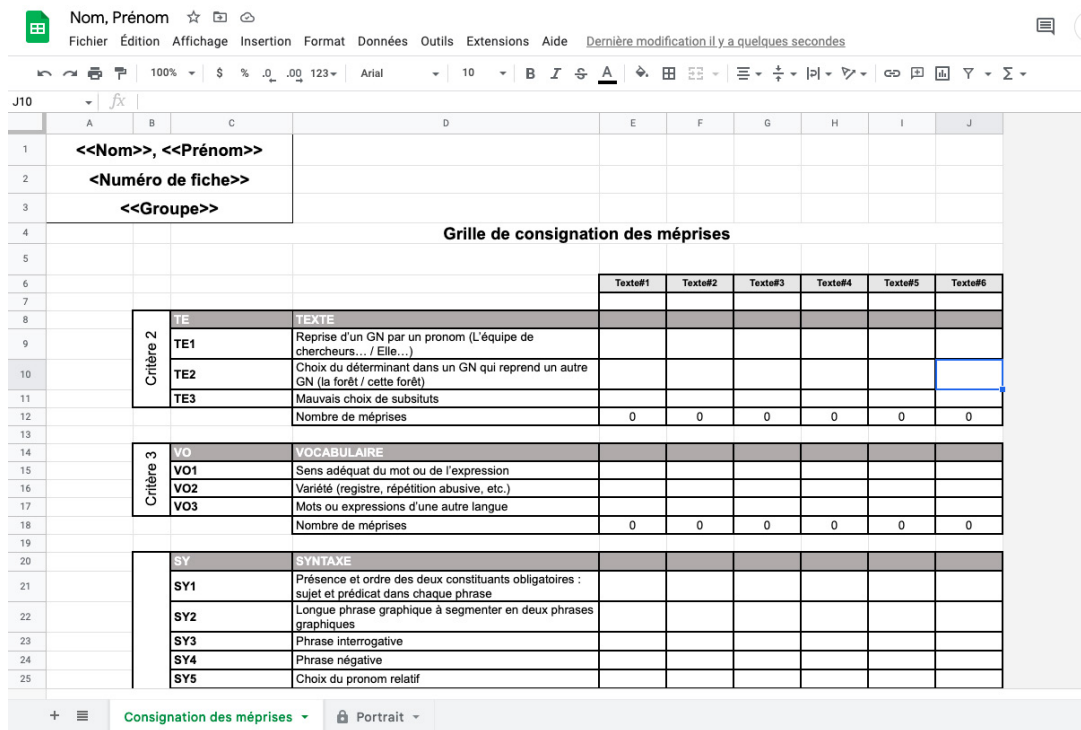 Nom, Prénom
Fichier Édition Affichage Insertion Format Données Outils Extensions Aide Dernière modification il y a quelques secondes
100% $ % .0 .00 123 Arial 10 B I S A
J10 fx
A B C D E F G H I J
1 <<Nom>>, <<Prénom>>
2 <Numéro de fiche>>
3 <<Groupe>>
4 Grille de consignation des méprises
5
6 Texte#1 Texte#2 Texte#3 Texte#4 Texte#5 Texte#6
7
8 TE TEXTE
Critère 2
9 TE1 Reprise d'un GN par un pronom (L'équipe de
chercheurs… / Elle…)
10 TE2 Choix du déterminant dans un GN qui reprend un autre
GN (la forêt / cette forêt)
11 TE3 Mauvais choix de subsituts
12 Nombre de méprises 0 0 0 0 0 0
13
14 VO VOCABULAIRE
Critère 3
15 VO1 Sens adéquat du mot ou de l'expression
16 VO2 Variété (registre, répétition abusive, etc.)
17 VO3 Mots ou expressions d'une autre langue
18 Nombre de méprises 0 0 0 0 0 0
19
20 SY SYNTAXE
21 SY1 Présence et ordre des deux constituants obligatoires :
sujet et prédicat dans chaque phrase
22 SY2 Longue phrase graphique à segmenter en deux phrases
graphiques
23 SY3 Phrase interrogative
24 SY4 Phrase négative
25 SY5 Choix du pronom relatif
+ Consignation des méprises Portrait